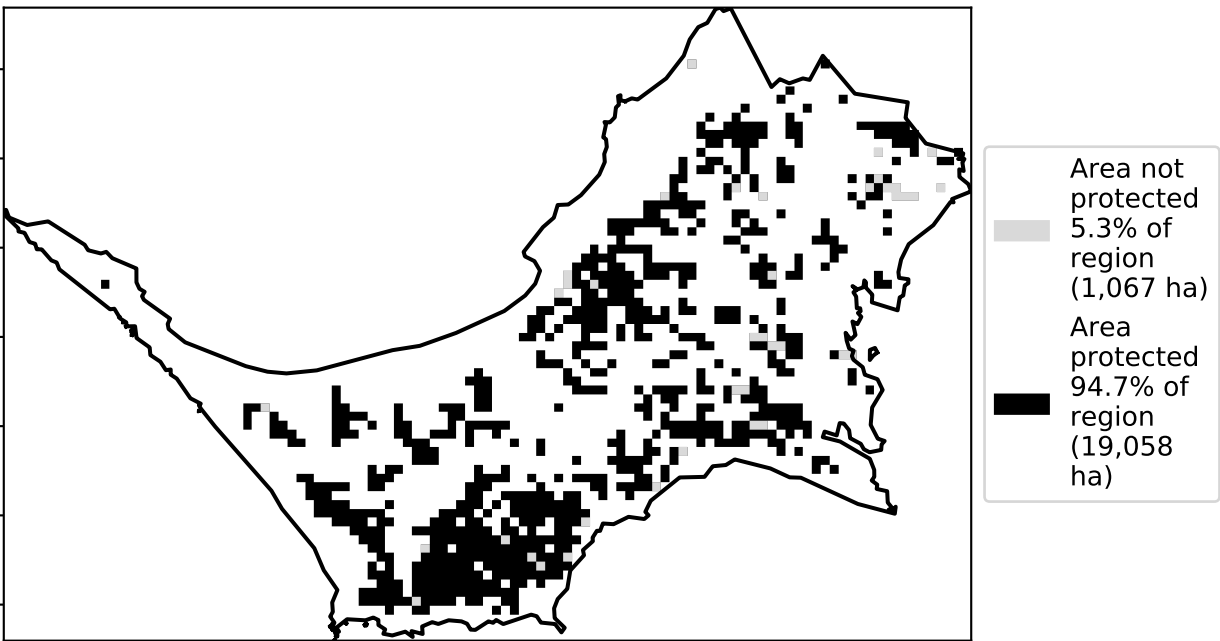 Area not
protected
5.3% of
region
(1,067 ha)
Area
protected
94.7% of
region
(19,058
ha)